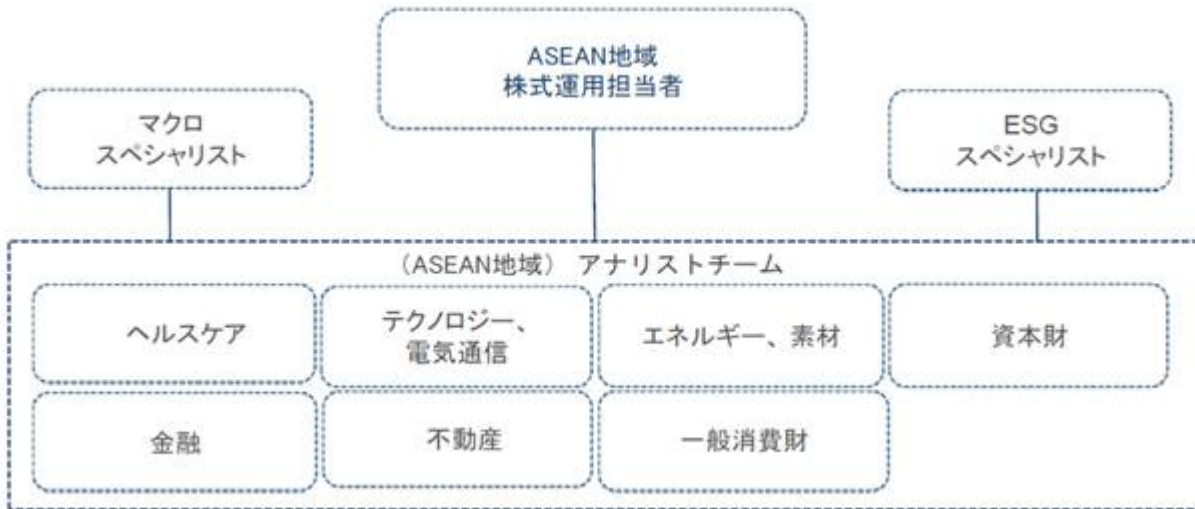 ASEAN地域
株式運用担当者
マクロ
スペシャリスト
ESG
スペシャリスト
（ASEAN地域） アナリストチーム
ヘルスケア
テクノロジー、
電気通信
エネルギー、素材
資本財
金融
不動産
一般消費財